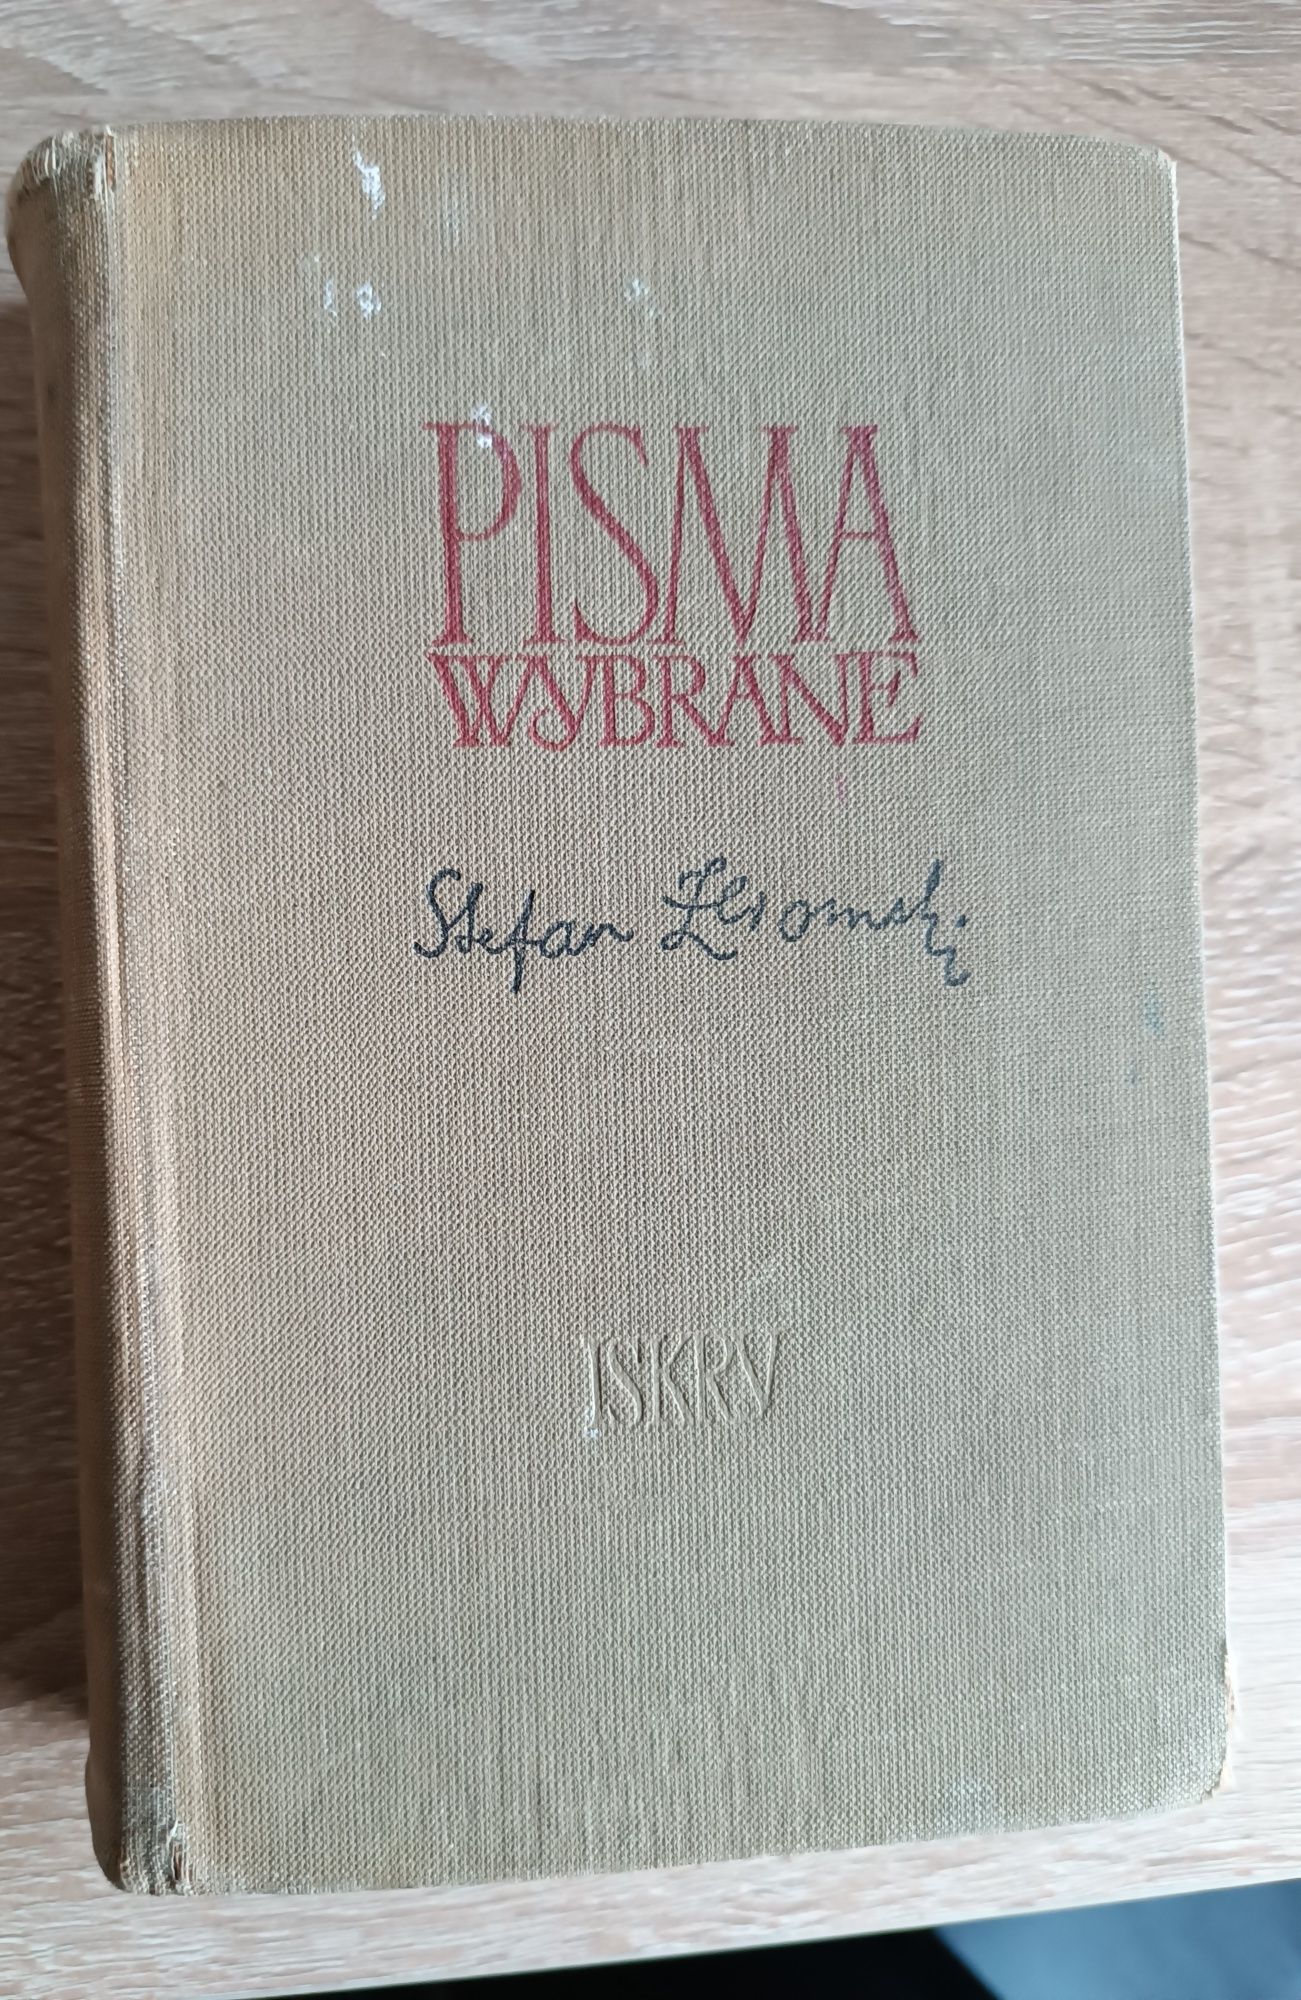 PISMA
WYBRANE
Stefan Żeromski
ISKRY